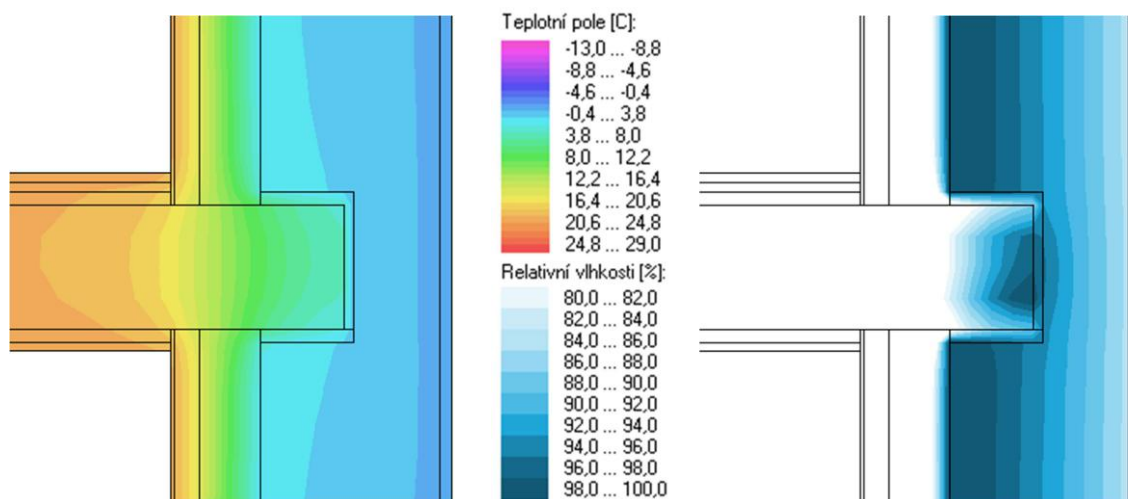 Teplotní pole [C]:
-13,0 ... -8,8
-8,8 ... -4,6
-4,6 ... -0,4
-0,4 ... 3,8
3,8 ... 8,0
8,0 ... 12,2
12,2 ... 16,4
16,4 ... 20,6
20,6 ... 24,8
24,8 ... 29,0
Relativní vlhkosti [%]:
80,0 ... 82,0
82,0 ... 84,0
84,0 ... 86,0
86,0 ... 88,0
88,0 ... 90,0
90,0 ... 92,0
92,0 ... 94,0
94,0 ... 96,0
96,0 ... 98,0
98,0 ... 100,0